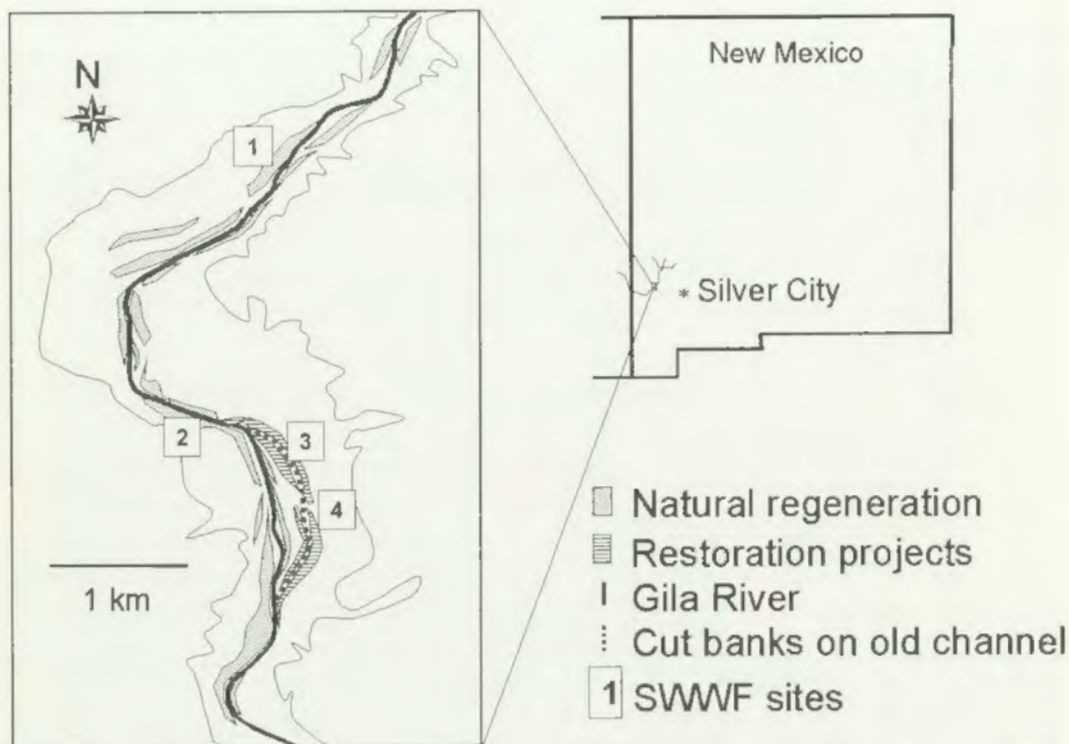 N
1
2
3
4
1 km
New Mexico
* Silver City
Natural regeneration
Restoration projects
Gila River
Cut banks on old channel
1 SWWF sites